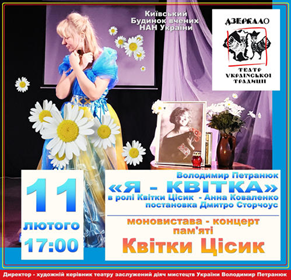 Київський
Будинок вчених
НАН України
ДЗЕРКАЛО
ТЕАТР
УКРАЇНСЬКОЇ
ТРАДИЦІЇ
11
лютого
17:00
Володимир Петранюк
«Я - КВІТКА»
в ролі Квітки Цісик - Анна Коваленко
постановка Дмитро Сторчоус
моновистава - концерт
пам'яті
Квітки Цісик
Директор - художній керівник театру заслужений діяч мистецтв України Володимир Петранюк